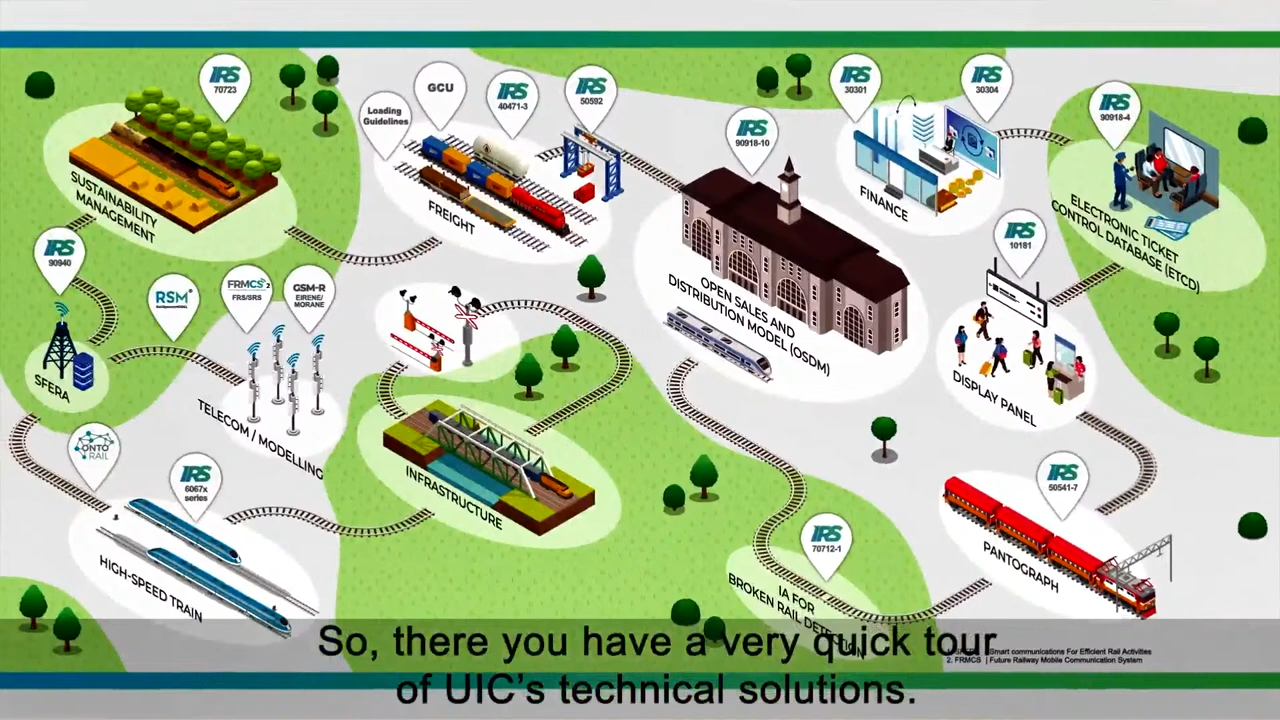 IRS
70723
SUSTAINABILITY
MANAGEMENT
Loading
Guidelines
GCU
IRS
40471-3
IRS
50592
FREIGHT
IRS
90918-10
OPEN SALES AND
DISTRIBUTION MODEL (OSDM)
IRS
30301
IRS
30304
FINANCE
IRS
90918-4
ELECTRONIC TICKET
CONTROL DATABASE (ETCD)
IRS
10181
DISPLAY PANEL
IRS
90940
SFERA
RSM
FRMCS 2
FRS/SRS
GSM-R
EIRENE/
MORANE
TELECOM / MODELLING
ONTO
RAIL
IRS
6067x
series
HIGH-SPEED TRAIN
INFRASTRUCTURE
IRS
70712-1
IA FOR
BROKEN RAIL
IRS
50541-7
PANTOGRAPH
Smart communications For Efficient Rail Activities
2. FRMCS | Future Railway Mobile Communication System
So, there you have a very quick tour
of UIC's technical solutions.